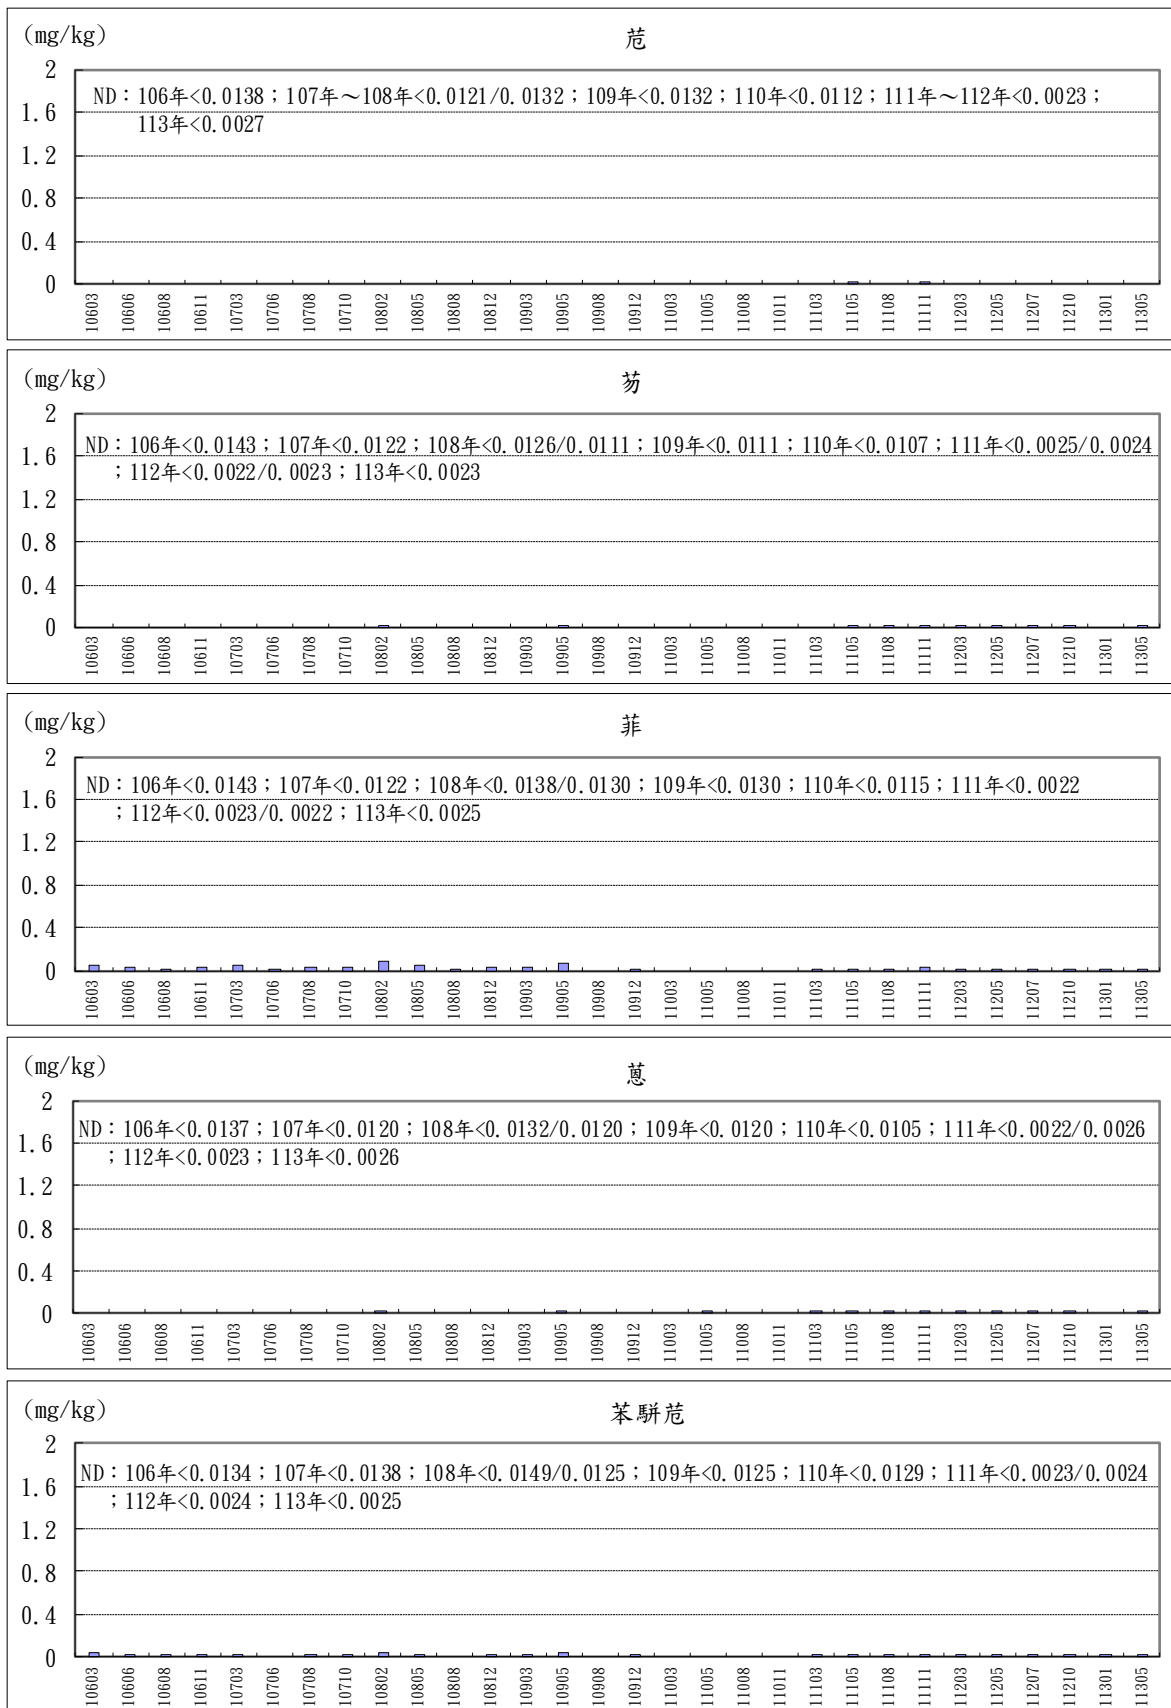 (mg/kg)
苊
2
ND：106年<0.0138；107年～108年<0.0121/0.0132；109年<0.0132；110年<0.0112；111年～112年<0.0023；
113年<0.0027
1.6
1.2
0.8
0.4
0
10603 10606 10608 10611 10703 10706 10708 10710 10802 10805 10808 10812 10903 10905 10908 10912 11003 11005 11008 11011 11103 11105 11108 11111 11203 11205 11207 11210 11301 11305
(mg/kg)
芴
2
ND：106年<0.0143；107年<0.0122；108年<0.0126/0.0111；109年<0.0111；110年<0.0107；111年<0.0025/0.0024
；112年<0.0022/0.0023；113年<0.0023
1.6
1.2
0.8
0.4
0
10603 10606 10608 10611 10703 10706 10708 10710 10802 10805 10808 10812 10903 10905 10908 10912 11003 11005 11008 11011 11103 11105 11108 11111 11203 11205 11207 11210 11301 11305
(mg/kg)
菲
2
ND：106年<0.0143；107年<0.0122；108年<0.0138/0.0130；109年<0.0130；110年<0.0115；111年<0.0022
；112年<0.0023/0.0022；113年<0.0025
1.6
1.2
0.8
0.4
0
10603 10606 10608 10611 10703 10706 10708 10710 10802 10805 10808 10812 10903 10905 10908 10912 11003 11005 11008 11011 11103 11105 11108 11111 11203 11205 11207 11210 11301 11305
(mg/kg)
蒽
2
ND：106年<0.0137；107年<0.0120；108年<0.0132/0.0120；109年<0.0120；110年<0.0105；111年<0.0022/0.0026
；112年<0.0023；113年<0.0026
1.6
1.2
0.8
0.4
0
10603 10606 10608 10611 10703 10706 10708 10710 10802 10805 10808 10812 10903 10905 10908 10912 11003 11005 11008 11011 11103 11105 11108 11111 11203 11205 11207 11210 11301 11305
(mg/kg)
苯駢苊
2
ND：106年<0.0134；107年<0.0138；108年<0.0149/0.0125；109年<0.0125；110年<0.0129；111年<0.0023/0.0024
；112年<0.0024；113年<0.0025
1.6
1.2
0.8
0.4
0
10603 10606 10608 10611 10703 10706 10708 10710 10802 10805 10808 10812 10903 10905 10908 10912 11003 11005 11008 11011 11103 11105 11108 11111 11203 11205 11207 11210 11301 11305